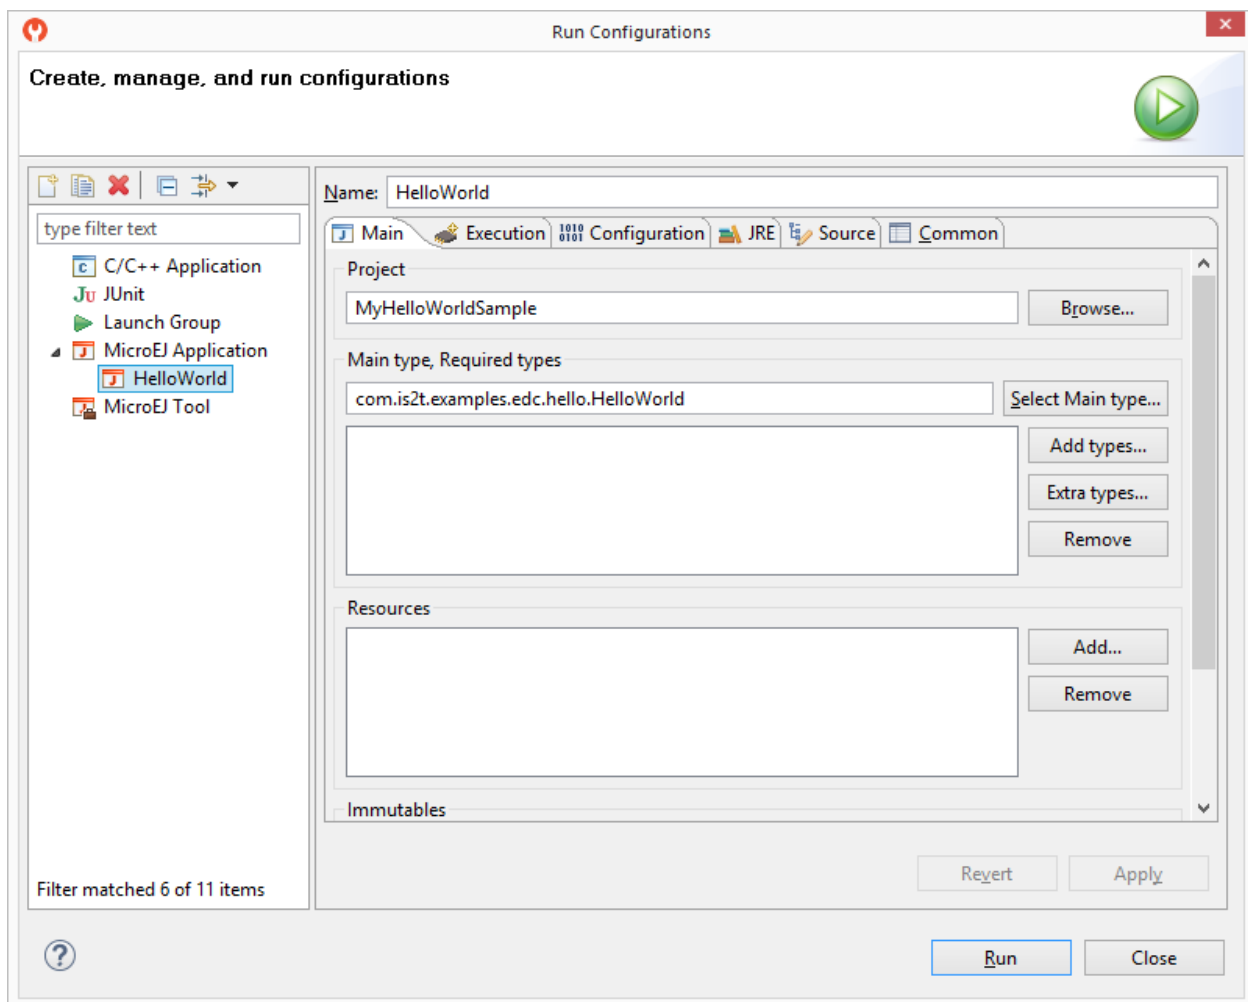 Run Configurations
Create, manage, and run configurations
type filter text
C/C++ Application
JUnit
Launch Group
MicroEJ Application
HelloWorld
MicroEJ Tool
Filter matched 6 of 11 items
Name: HelloWorld
Main Execution Configuration JRE Source Common
Project
MyHelloWorldSample Browse...
Main type, Required types
com.is2t.examples.edc.hello.HelloWorld Select Main type...
Add types...
Extra types...
Remove
Resources
Add...
Remove
Immutables
Revert Apply
Run Close